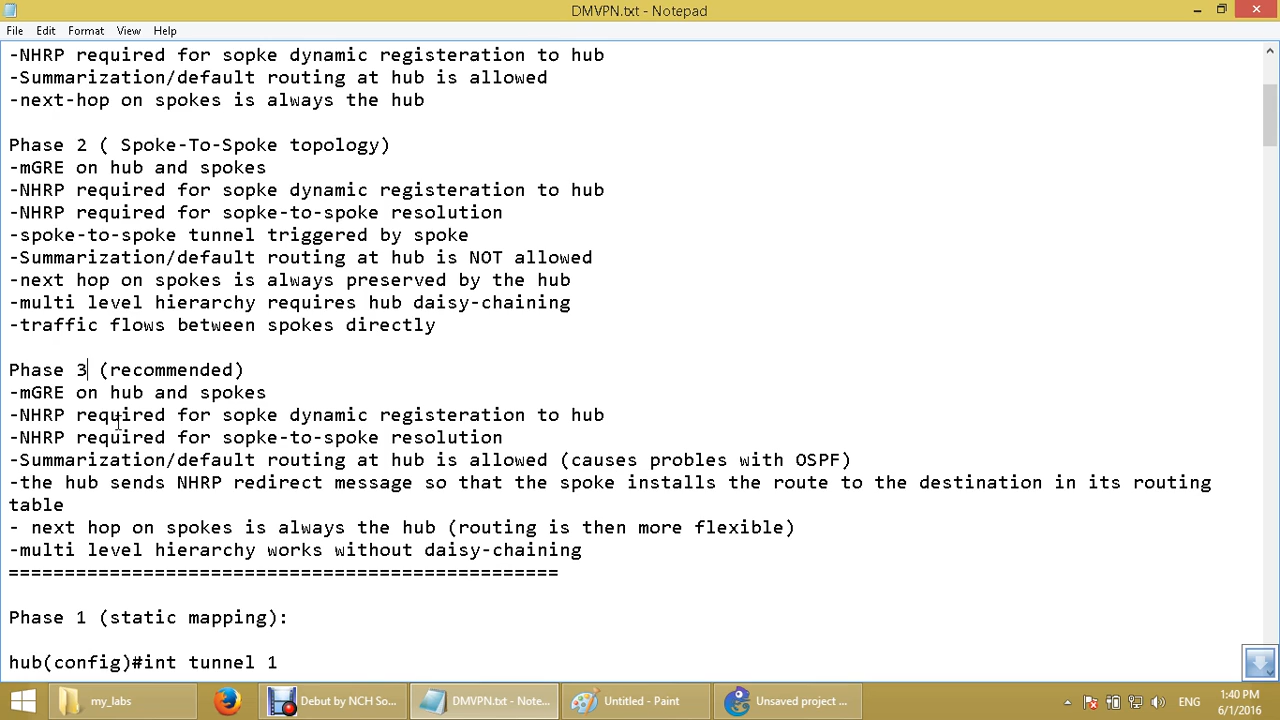 DMVPN.txt - Notepad
File Edit Format View Help
-NHRP required for sopke dynamic registeration to hub
-Summarization/default routing at hub is allowed
-next-hop on spokes is always the hub
Phase 2 ( Spoke-To-Spoke topology)
-mGRE on hub and spokes
-NHRP required for sopke dynamic registeration to hub
-NHRP required for sopke-to-spoke resolution
-spoke-to-spoke tunnel triggered by spoke
-Summarization/default routing at hub is NOT allowed
-next hop on spokes is always preserved by the hub
-multi level hierarchy requires hub daisy-chaining
-traffic flows between spokes directly
Phase 3 (recommended)
-mGRE on hub and spokes
-NHRP required for sopke dynamic registeration to hub
-NHRP required for sopke-to-spoke resolution
-Summarization/default routing at hub is allowed (causes probles with OSPF)
-the hub sends NHRP redirect message so that the spoke installs the route to the destination in its routing
table
- next hop on spokes is always the hub (routing is then more flexible)
-multi level hierarchy works without daisy-chaining
=================================================
Phase 1 (static mapping):
hub(config)#int tunnel 1
my_labs
Debut by NCH So...
DMVPN.txt - Note...
Untitled - Paint
Unsaved project ...
ENG
1:40 PM
6/1/2016